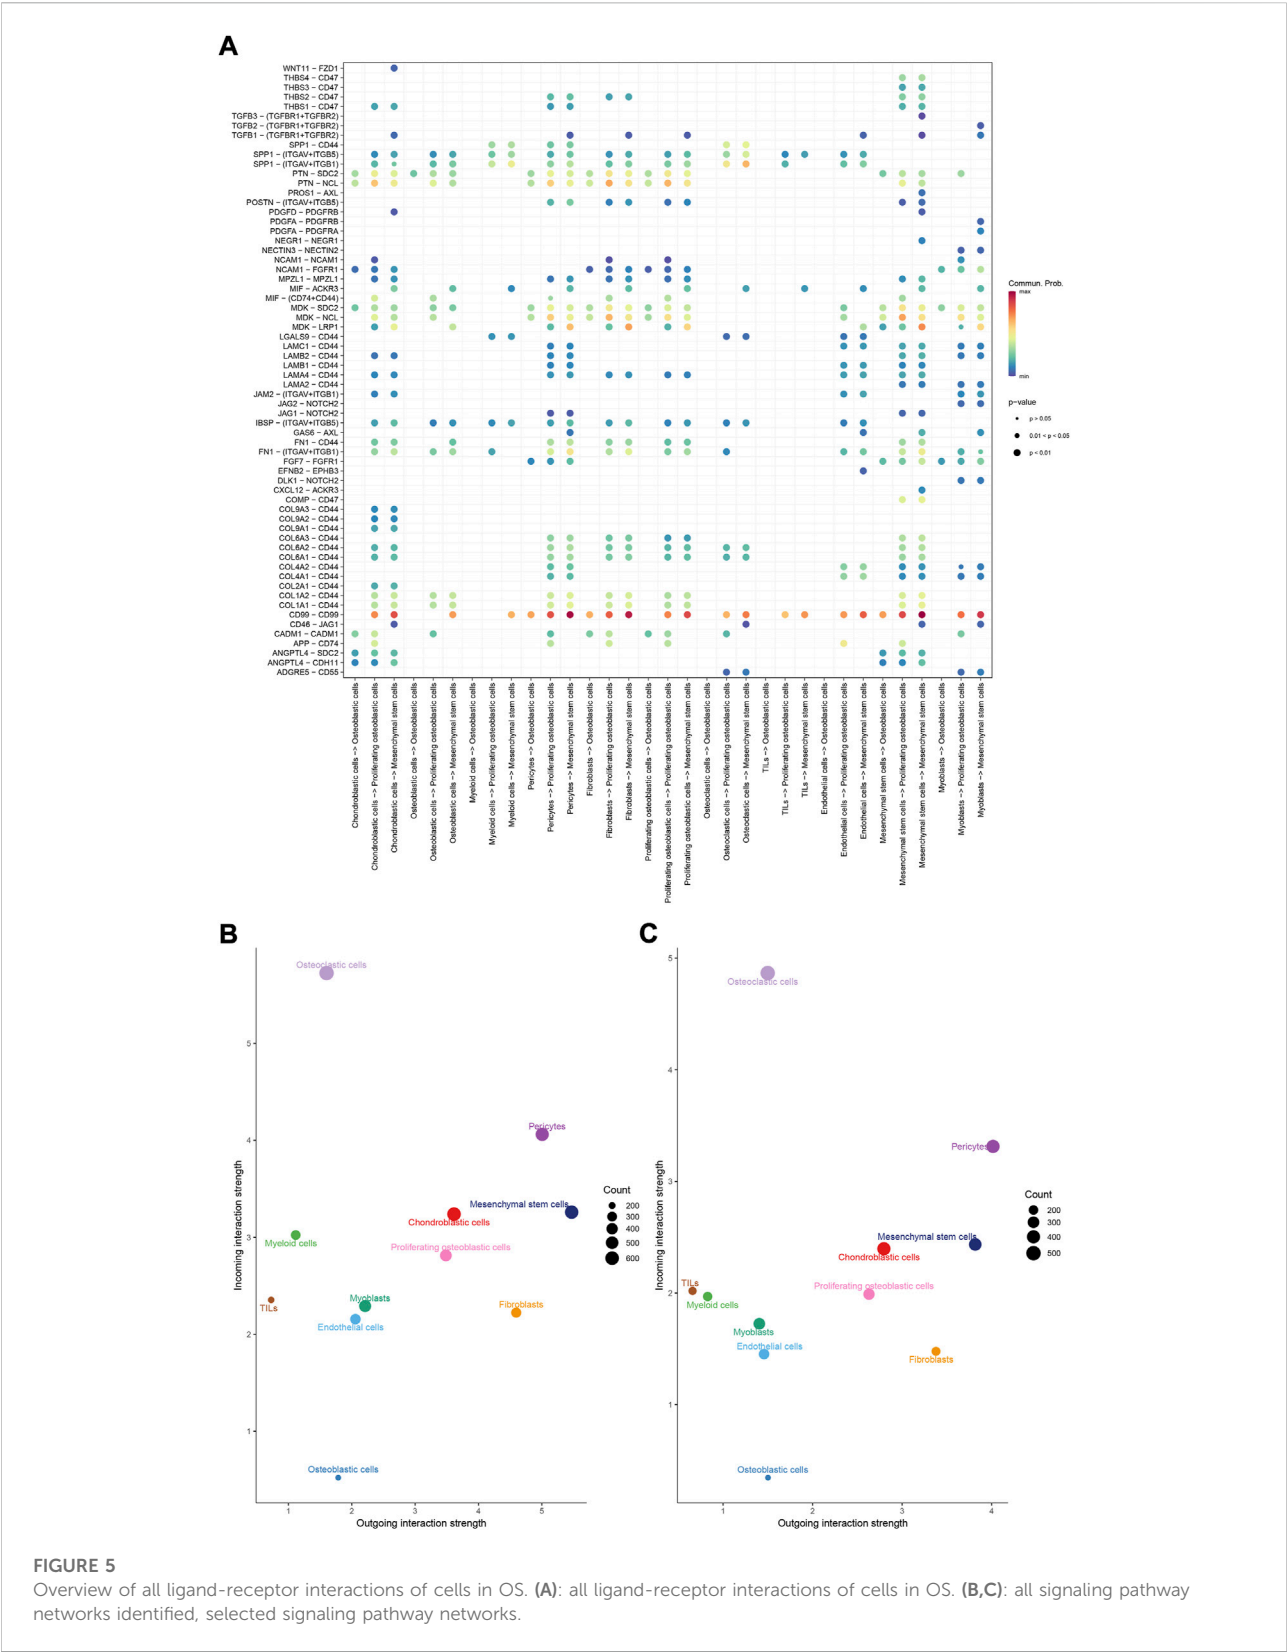 A
WNT11 – FZD1
THBS4 – CD47
THBS3 – CD47
THBS2 – CD47
THBS1 – CD47
TGFB3 – (TGFBR1+TGFBR2)
TGFB2 – (TGFBR1+TGFBR2)
TGFB1 – (TGFBR1+TGFBR2)
SPP1 – CD44
SPP1 – (ITGAV+ITGB5)
SPP1 – (ITGAV+ITGB1)
PTN – SDC2
PTN – NCL
PROS1 – AXL
POSTN – (ITGAV+ITGB5)
PDGFD – PDGFRB
PDGFA – PDGFRB
PDGFA – PDGFRA
NEGR1 – NEGR1
NECTIN3 – NECTIN2
NCAM1 – NCAM1
NCAM1 – FGFR1
MPZL1 – MPZL1
MIF – ACKR3
MIF – (CD74+CD44)
MDK – SDC2
MDK – NCL
MDK – LRP1
LGALS9 – CD44
LAMC1 – CD44
LAMB2 – CD44
LAMB1 – CD44
LAMA4 – CD44
LAMA2 – CD44
JAM2 – (ITGAV+ITGB1)
JAG2 – NOTCH2
JAG1 – NOTCH2
IBSP – (ITGAV+ITGB5)
GAS6 – AXL
FN1 – CD44
FN1 – (ITGAV+ITGB1)
FGF7 – FGFR1
EFNB2 – EPHB3
DLK1 – NOTCH2
CXCL12 – ACKR3
COMP – CD47
COL9A3 – CD44
COL9A2 – CD44
COL9A1 – CD44
COL6A3 – CD44
COL6A2 – CD44
COL6A1 – CD44
COL4A2 – CD44
COL4A1 – CD44
COL2A1 – CD44
COL1A2 – CD44
COL1A1 – CD44
CD99 – CD99
CD46 – JAG1
CADM1 – CADM1
APP – CD74
ANGPTL4 – SDC2
ANGPTL4 – CDH11
ADGRE5 – CD55
Chondroblastic cells –> Osteoblastic cells
Chondroblastic cells –> Proliferating osteoblastic cells
Chondroblastic cells –> Mesenchymal stem cells
Osteoblastic cells –> Osteoblastic cells
Osteoblastic cells –> Proliferating osteoblastic cells
Osteoblastic cells –> Mesenchymal stem cells
Myeloid cells –> Osteoblastic cells
Myeloid cells –> Proliferating osteoblastic cells
Myeloid cells –> Mesenchymal stem cells
Pericytes –> Osteoblastic cells
Pericytes –> Proliferating osteoblastic cells
Pericytes –> Mesenchymal stem cells
Fibroblasts –> Osteoblastic cells
Fibroblasts –> Proliferating osteoblastic cells
Fibroblasts –> Mesenchymal stem cells
Proliferating osteoblastic cells –> Osteoblastic cells
Proliferating osteoblastic cells –> Proliferating osteoblastic cells
Proliferating osteoblastic cells –> Mesenchymal stem cells
Osteoclastic cells –> Osteoblastic cells
Osteoclastic cells –> Proliferating osteoblastic cells
Osteoclastic cells –> Mesenchymal stem cells
TILs –> Osteoblastic cells
TILs –> Proliferating osteoblastic cells
TILs –> Mesenchymal stem cells
Endothelial cells –> Osteoblastic cells
Endothelial cells –> Proliferating osteoblastic cells
Endothelial cells –> Mesenchymal stem cells
Mesenchymal stem cells –> Osteoblastic cells
Mesenchymal stem cells –> Proliferating osteoblastic cells
Mesenchymal stem cells –> Mesenchymal stem cells
Myoblasts –> Osteoblastic cells
Myoblasts –> Proliferating osteoblastic cells
Myoblasts –> Mesenchymal stem cells
Commun. Prob.
max
min
p-value
p > 0.05
0.01 < p < 0.05
p < 0.01
B
Osteoclastic cells
Pericytes
Mesenchymal stem cells
Chondroblastic cells
Myeloid cells
Proliferating osteoblastic cells
TILs
Myoblasts
Endothelial cells
Fibroblasts
Osteoblastic cells
5
4
3
2
1
Incoming interaction strength
1 2 3 4 5
Outgoing interaction strength
Count
200
300
400
500
600
C
Osteoclastic cells
Pericytes
Mesenchymal stem cells
Chondroblastic cells
TILs
Myeloid cells
Proliferating osteoblastic cells
Myoblasts
Endothelial cells
Fibroblasts
Osteoblastic cells
5
4
3
2
1
Incoming interaction strength
1 2 3 4
Outgoing interaction strength
Count
200
300
400
500
FIGURE 5
Overview of all ligand-receptor interactions of cells in OS. (A): all ligand-receptor interactions of cells in OS. (B,C): all signaling pathway
networks identified, selected signaling pathway networks.